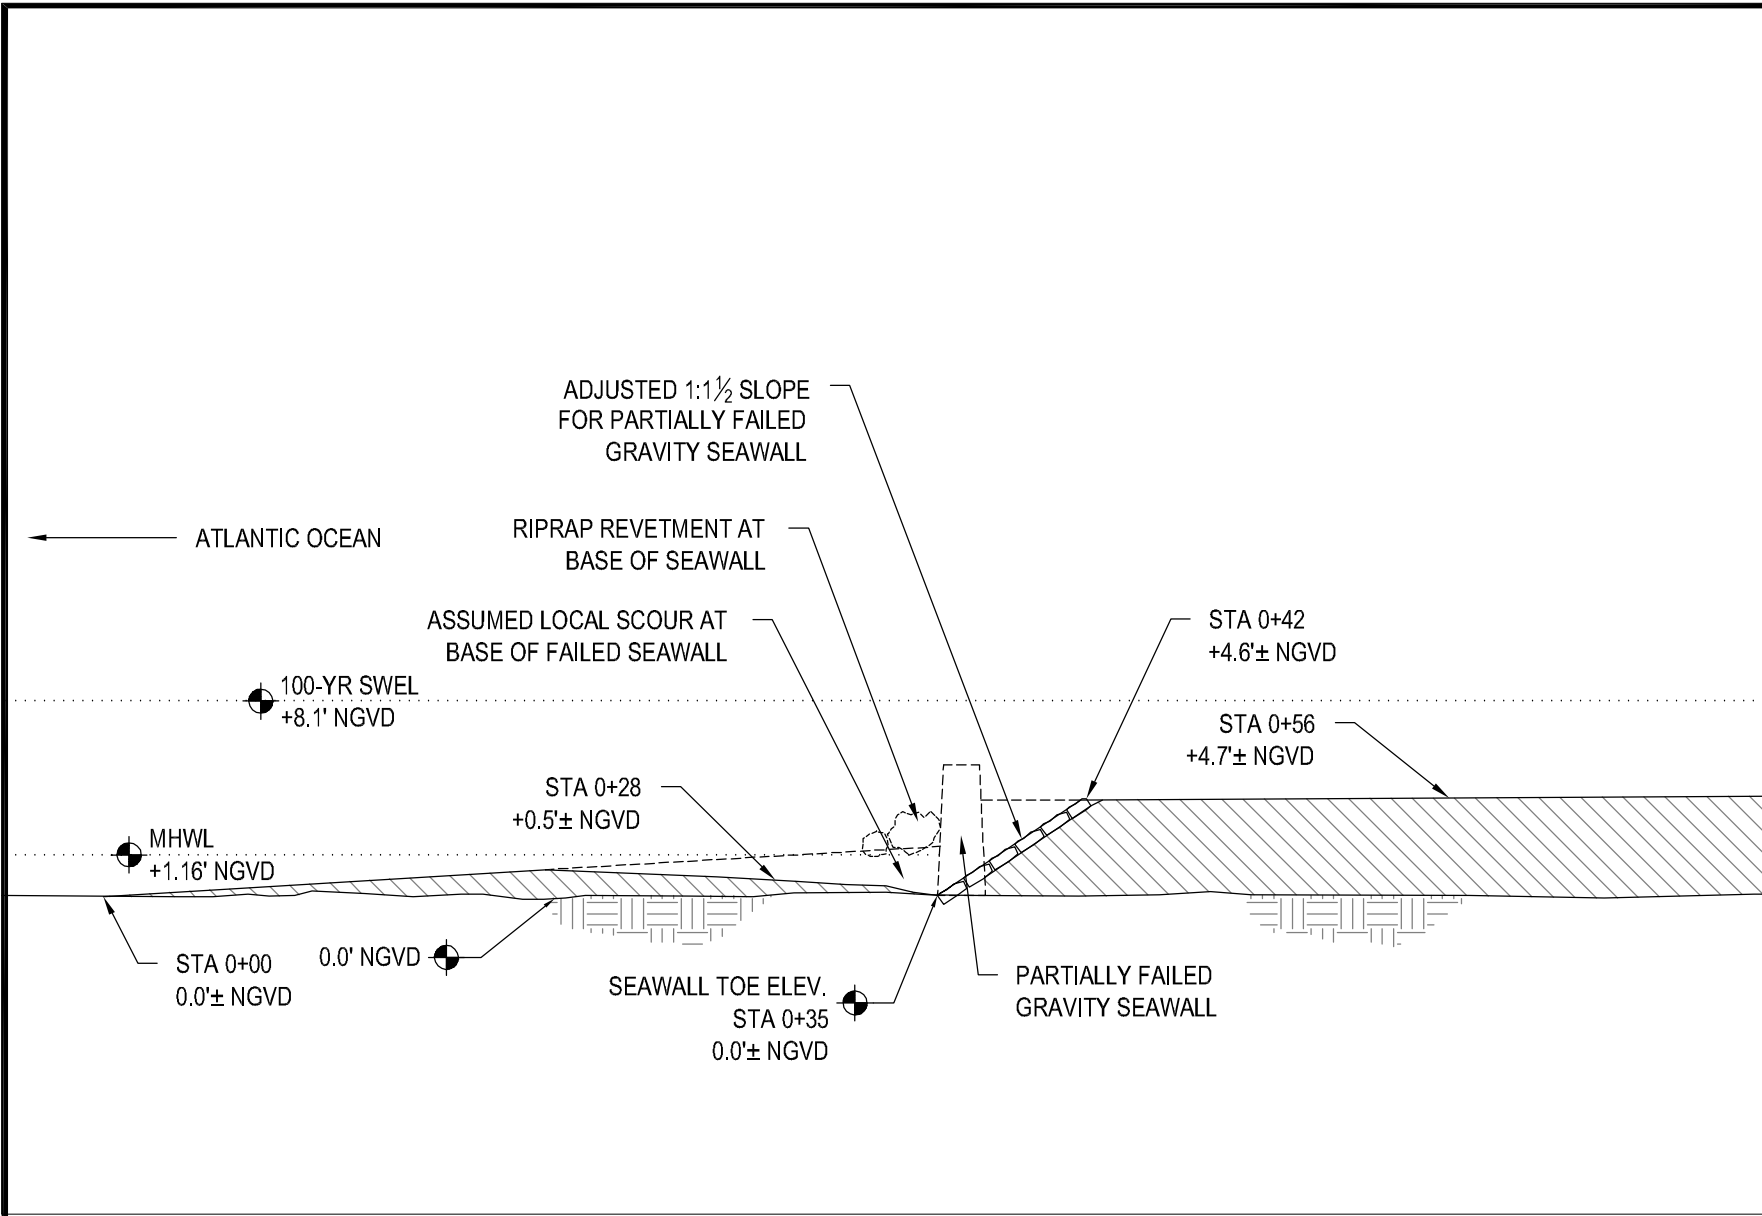 ADJUSTED 1:1½ SLOPE
FOR PARTIALLY FAILED
GRAVITY SEAWALL
ATLANTIC OCEAN
RIPRAP REVETMENT AT
BASE OF SEAWALL
ASSUMED LOCAL SCOUR AT
BASE OF FAILED SEAWALL
STA 0+42
+4.6'± NGVD
100-YR SWEL
+8.1' NGVD
STA 0+56
+4.7'± NGVD
STA 0+28
+0.5'± NGVD
MHWL
+1.16' NGVD
STA 0+00
0.0'± NGVD
0.0' NGVD
SEAWALL TOE ELEV.
STA 0+35
0.0'± NGVD
PARTIALLY FAILED
GRAVITY SEAWALL